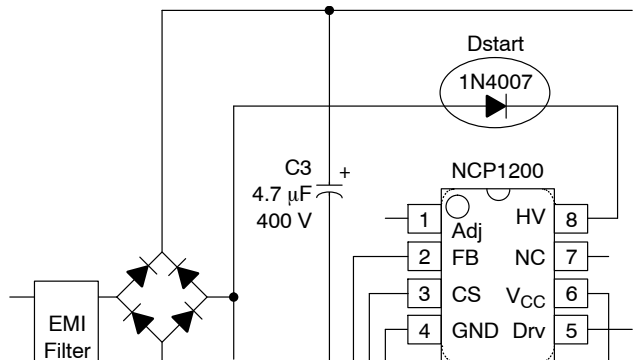 Dstart
1N4007
C3
+
4.7 μF
400 V
NCP1200
1
Adj
HV
8
2
FB
NC
7
3
CS
VCC
6
4
GND
Drv
5
EMI
Filter